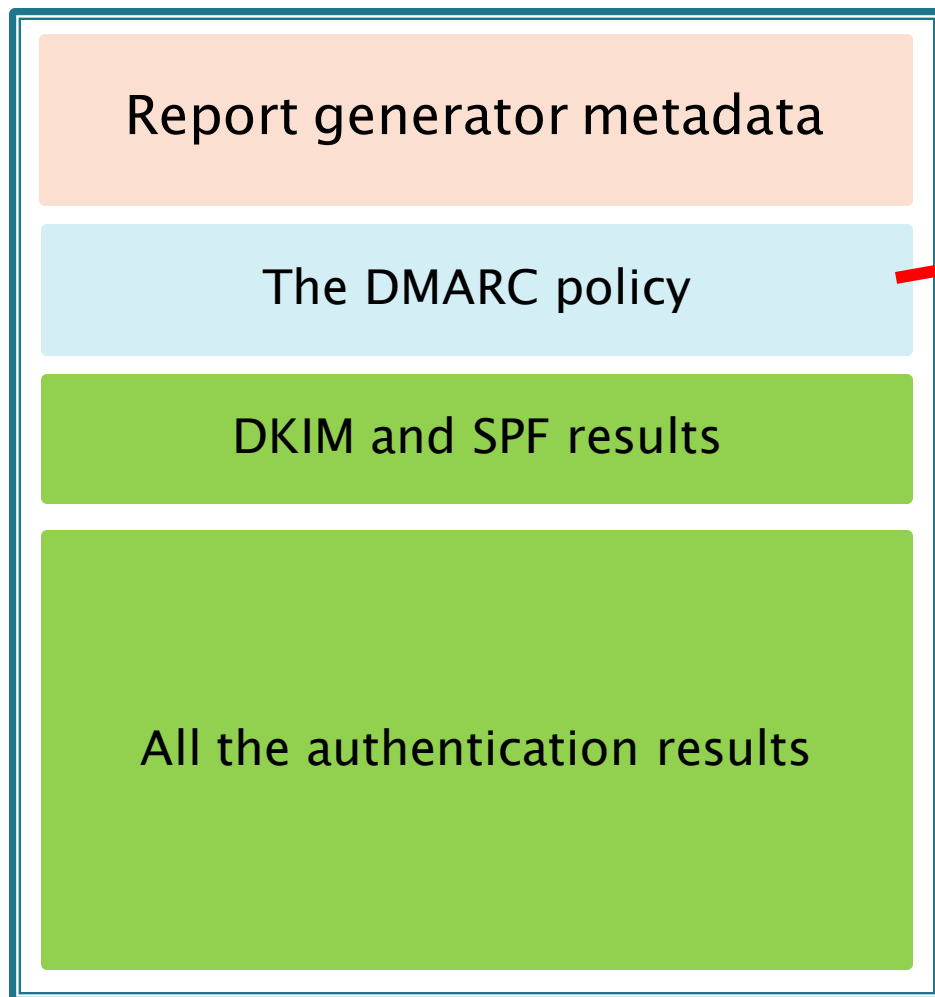 Report generator metadata
The DMARC policy
DKIM and SPF results
All the authentication results